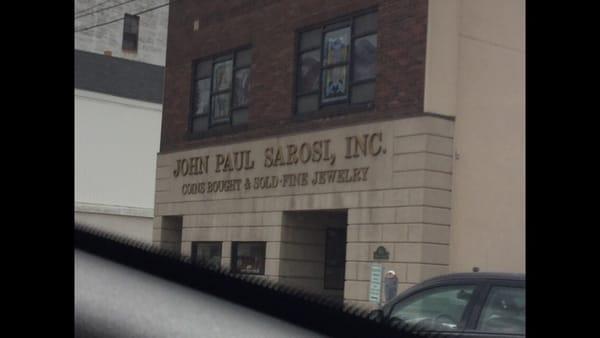 JOHN PAUL SAROSI, INC.
COINS BOUGHT & SOLD-FINE JEWELRY